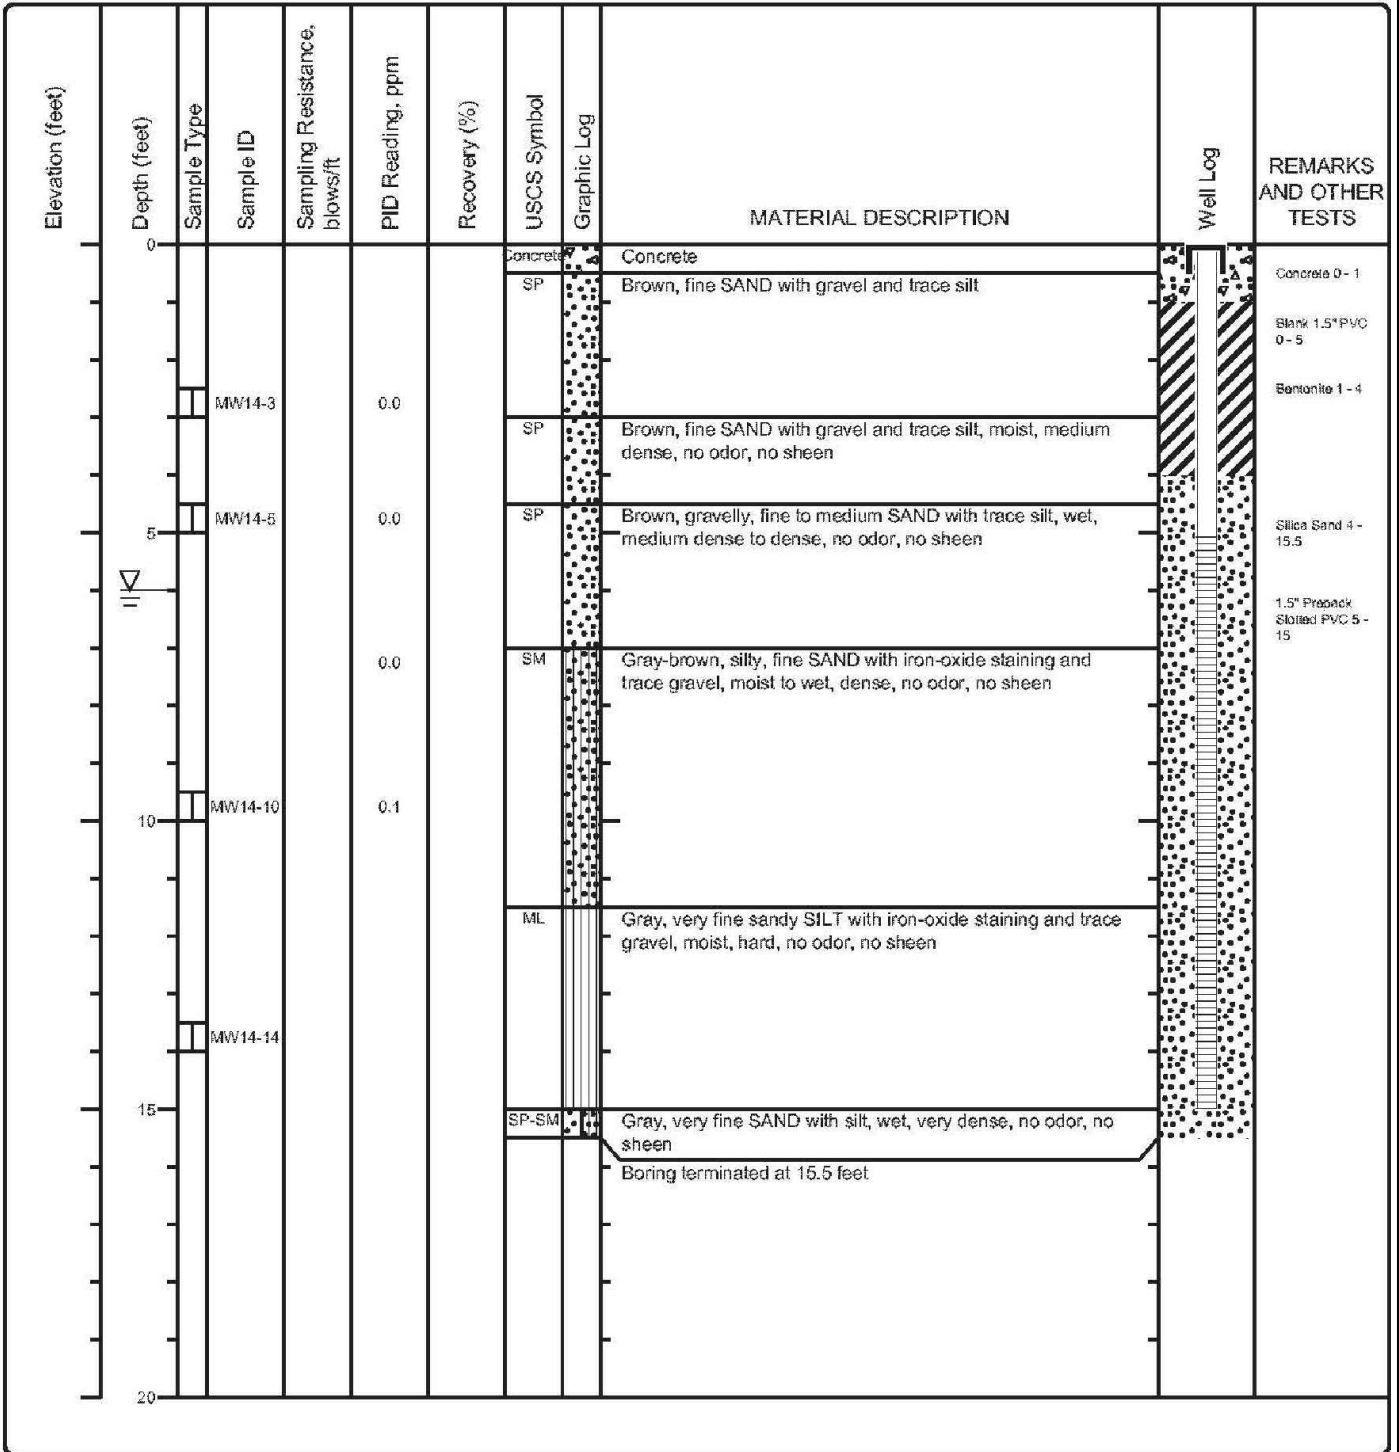 Elevation (feet)
Depth (feet)
Sample Type
Sample ID
Sampling Resistance,
blows/ft
PID Reading, ppm
Recovery (%)
USCS Symbol
Graphic Log
MATERIAL DESCRIPTION
Well Log
REMARKS
AND OTHER
TESTS
0
Concrete
Concrete
Concrete 0 - 1
SP
Brown, fine SAND with gravel and trace silt
Blank 1.5" PVC
0 - 5
Bentonite 1 - 4
MW14-3
0.0
SP
Brown, fine SAND with gravel and trace silt, moist, medium
dense, no odor, no sheen
MW14-5
0.0
SP
Brown, gravelly, fine to medium SAND with trace silt, wet,
medium dense to dense, no odor, no sheen
Silica Sand 4 -
15.5
5
1.5" Prepack
Slotted PVC 5 -
15
0.0
SM
Gray-brown, silty, fine SAND with iron-oxide staining and
trace gravel, moist to wet, dense, no odor, no sheen
MW14-10
0.1
10
ML
Gray, very fine sandy SILT with iron-oxide staining and trace
gravel, moist, hard, no odor, no sheen
MW14-14
15
SP-SM
Gray, very fine SAND with silt, wet, very dense, no odor, no
sheen
Boring terminated at 15.5 feet
20